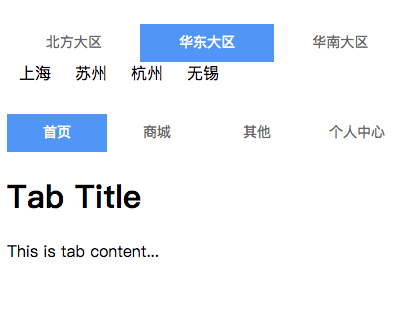 北方大区 华东大区 华南大区
上海 苏州 杭州 无锡
首页 商城 其他 个人中心
Tab Title
This is tab content...